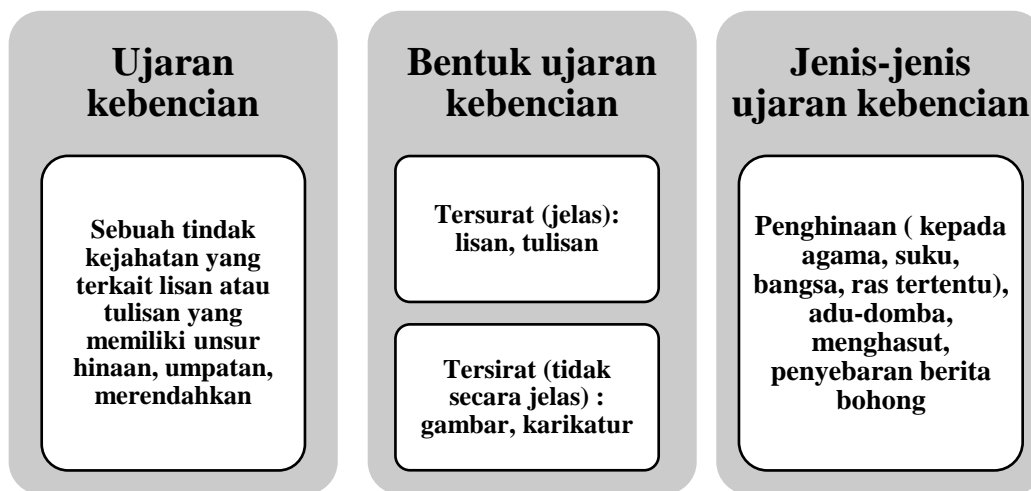 Ujaran
kebencian
Sebuah tindak
kejahatan yang
terkait lisan atau
tulisan yang
memiliki unsur
hinaan, umpatan,
merendahkan
Bentuk ujaran
kebencian
Tersurat (jelas):
lisan, tulisan
Tersirat (tidak
secara jelas) :
gambar, karikatur
Jenis-jenis
ujaran kebencian
Penghinaan ( kepada
agama, suku,
bangsa, ras tertentu),
adu-domba,
menghasut,
penyebaran berita
bohong